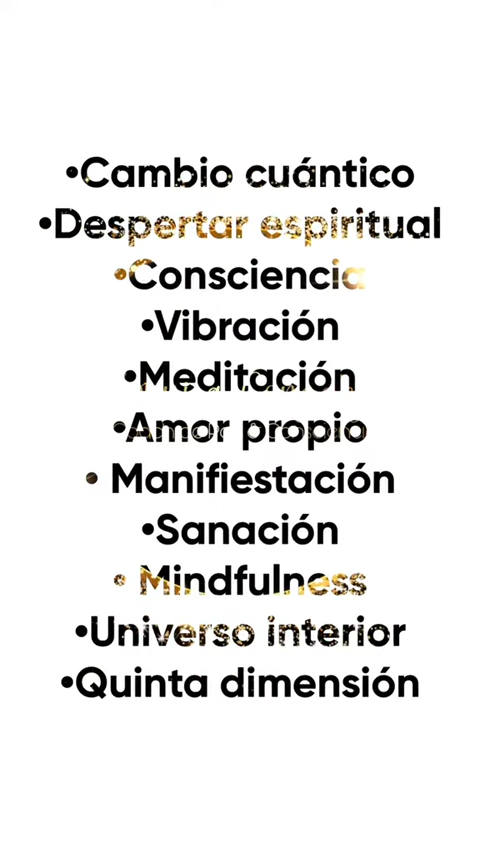 •Cambio cuántico
•Despertar espiritual
•Consciencia
•Vibración
•Meditación
•Amor propio
• Manifiestación
•Sanación
• Mindfulness
•Universo interior
•Quinta dimensión